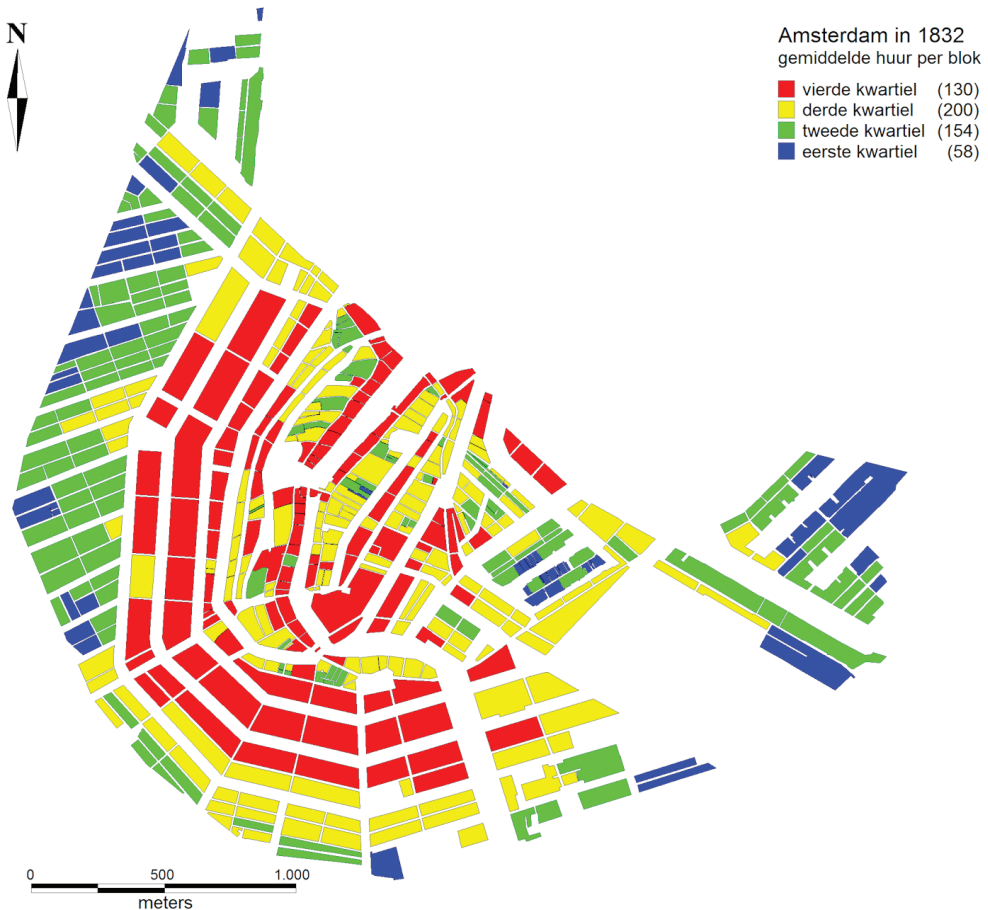 N
Amsterdam in 1832
gemiddelde huur per blok
vierde kwartiel (130)
derde kwartiel (200)
tweede kwartiel (154)
eerste kwartiel (58)
0 500 1.000
meters